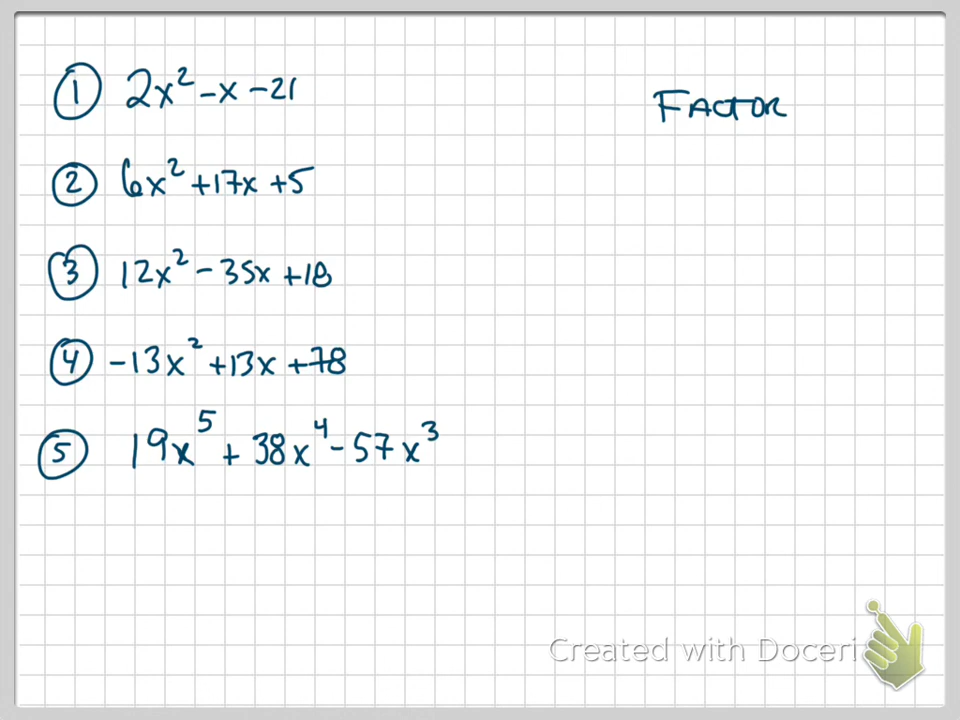 ① 2x² -x -21
FACTOR
② 6x² +17x +5
③ 12x² - 35x +18
④ -13x² +13x +78
⑤ 19x⁵ + 38x⁴ - 57x³
Created with Doceri